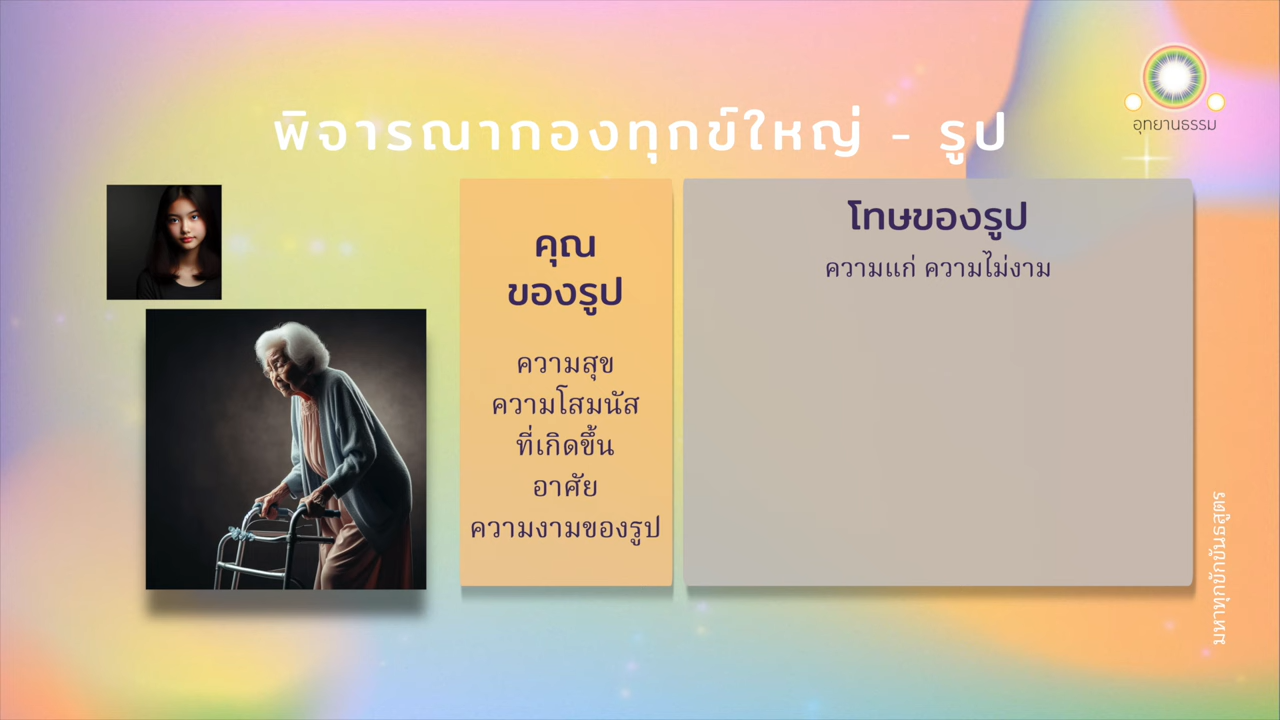 อุทยานธรรม
พิจารณากองทุกข์ใหญ่ - รูป
คุณ
ของรูป
ความสุข
ความโสมนัส
ที่เกิดขึ้น
อาศัย
ความงามของรูป
โทษของรูป
ความแก่ ความไม่งาม
มหาทุกขักขันธสูตร